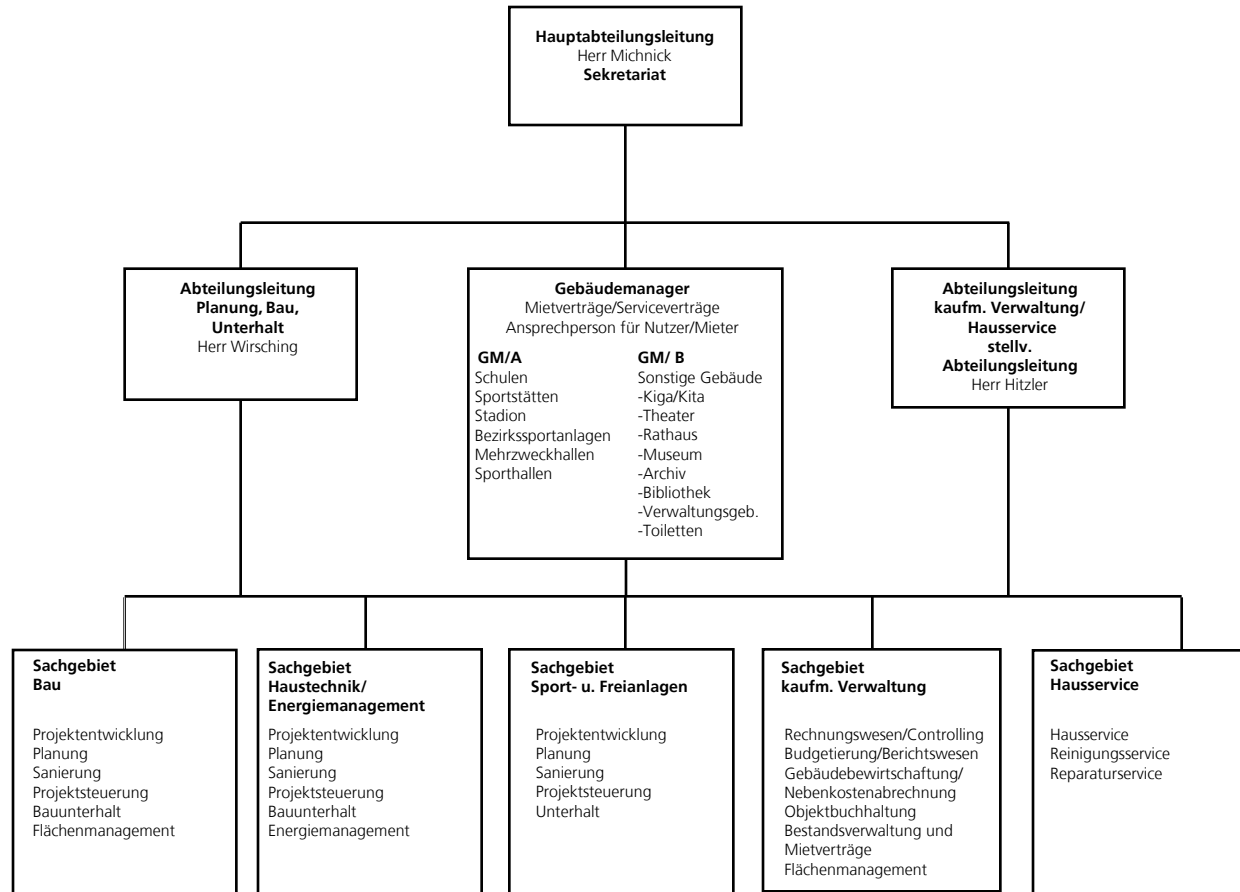 Hauptabteilungsleitung
Herr Michnick
Sekretariat
Abteilungsleitung
Planung, Bau,
Unterhalt
Herr Wirsching
Gebäudemanager
Mietverträge/Serviceverträge
Ansprechperson für Nutzer/Mieter
GM/A
Schulen
Sportstätten
Stadion
Bezirkssportanlagen
Mehrzweckhallen
Sporthallen
GM/ B
Sonstige Gebäude
-Kiga/Kita
-Theater
-Rathaus
-Museum
-Archiv
-Bibliothek
-Verwaltungsgeb.
-Toiletten
Abteilungsleitung
kaufm. Verwaltung/
Hausservice
stellv.
Abteilungsleitung
Herr Hitzler
Sachgebiet
Bau
Projektentwicklung
Planung
Sanierung
Projektsteuerung
Bauunterhalt
Flächenmanagement
Sachgebiet
Haustechnik/
Energiemanagement
Projektentwicklung
Planung
Sanierung
Projektsteuerung
Bauunterhalt
Energiemanagement
Sachgebiet
Sport- u. Freianlagen
Projektentwicklung
Planung
Sanierung
Projektsteuerung
Unterhalt
Sachgebiet
kaufm. Verwaltung
Rechnungswesen/Controlling
Budgetierung/Berichtswesen
Gebäudebewirtschaftung/
Nebenkostenabrechnung
Objektbuchhaltung
Bestandsverwaltung und
Mietverträge
Flächenmanagement
Sachgebiet
Hausservice
Hausservice
Reinigungsservice
Reparaturservice